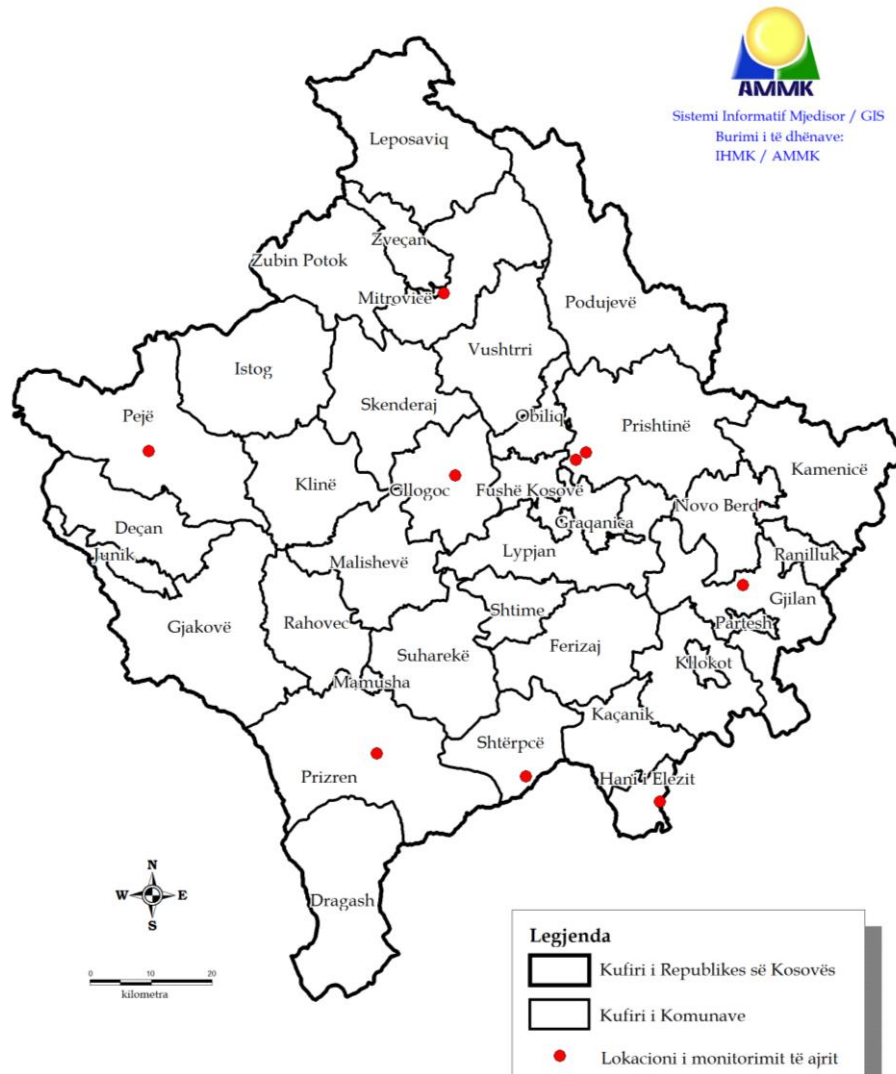 AMMK
Sistemi Informatif Mjedisor / GIS
Burimi i të dhënave:
IHMK / AMMK
Leposaviq
Zveçan
Zubin Potok
Mitrovicë
Podujevë
Vushtrri
Istog
Skenderaj
Obiliq
Pejë
Prishtinë
Kamenicë
Klinë
Gllogoc
Fushë Kosovë
Novo Berd
Graqanica
Deçan
Junik
Malishevë
Lypjan
Ranilluk
Gjilan
Shtime
Gjakovë
Rahovec
Partesh
Suharekë
Ferizaj
Kllokot
Mamusha
Kaçanik
Shtërpcë
Prizren
Hani i Elezit
N
W E
S
Dragash
0 10 20
kilometra
Legjenda
Kufiri i Republikes së Kosovës
Kufiri i Komunave
Lokacioni i monitorimit të ajrit